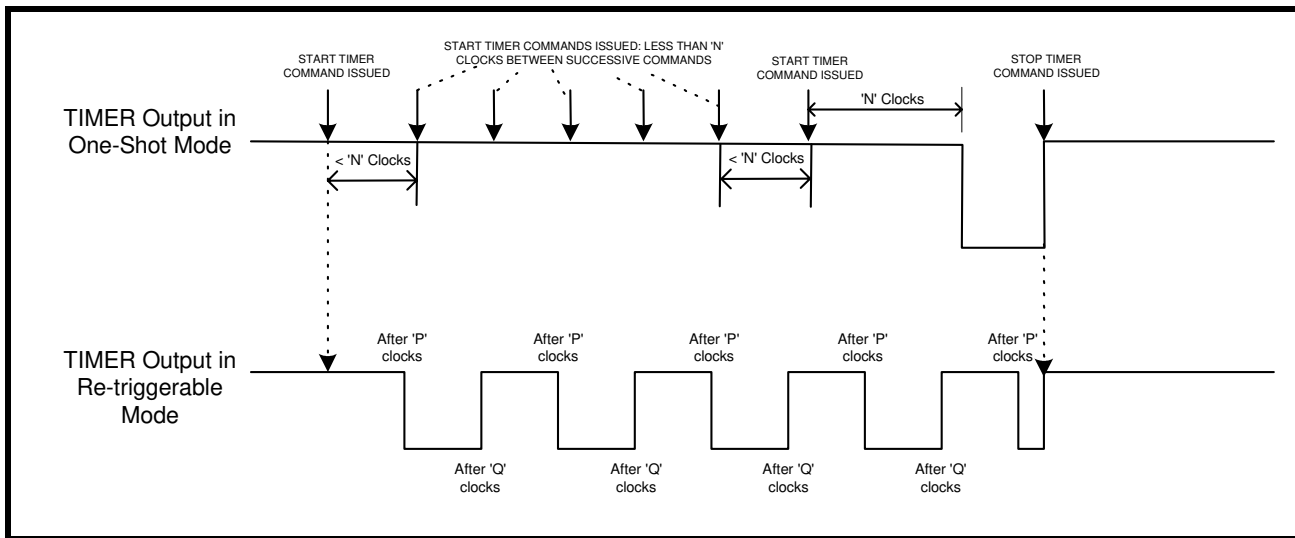 START TIMER
COMMAND ISSUED
START TIMER COMMANDS ISSUED: LESS THAN 'N'
CLOCKS BETWEEN SUCCESSIVE COMMANDS
START TIMER
COMMAND ISSUED
STOP TIMER
COMMAND ISSUED
'N' Clocks
TIMER Output in
One-Shot Mode
< 'N' Clocks
< 'N' Clocks
After 'P'
clocks
After 'P'
clocks
After 'P'
clocks
After 'P'
clocks
After 'P'
clocks
TIMER Output in
Re-triggerable
Mode
After 'Q'
clocks
After 'Q'
clocks
After 'Q'
clocks
After 'Q'
clocks